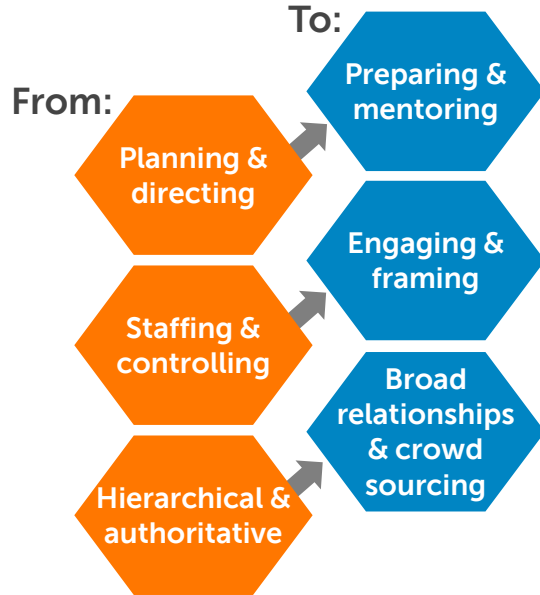 From:
Planning &
directing
Staffing &
controlling
Hierarchical &
authoritative
To:
Preparing &
mentoring
Engaging &
framing
Broad
relationships
& crowd
sourcing